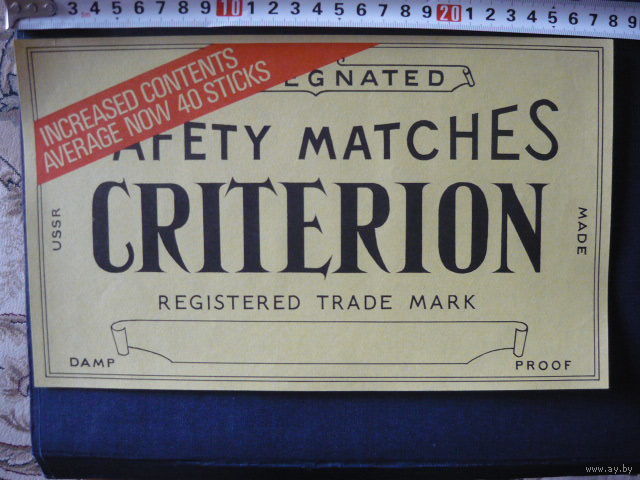 3 4 5 6 7 8 9 10 1 2 3 4 5 6 7 8 9 20 1 2 3 4 5 6 7 8 9
INCREASED CONTENTS
AVERAGE NOW 40 STICKS
EGNATED
AFETY MATCHES
CRITERION
USSR
MADE
REGISTERED TRADE MARK
DAMP
PROOF
www.ay.by